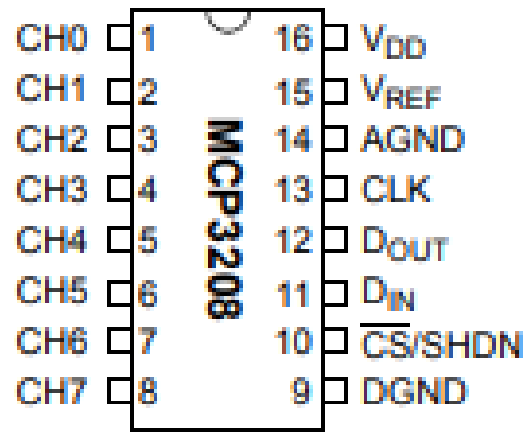 CH0 1 16 VDD
CH1 2 15 VREF
CH2 3 14 AGND
CH3 4 13 CLK
CH4 5 12 DOUT
CH5 6 11 DIN
CH6 7 10 C̅S̅/SHDN
CH7 8 9 DGND
MCP3208